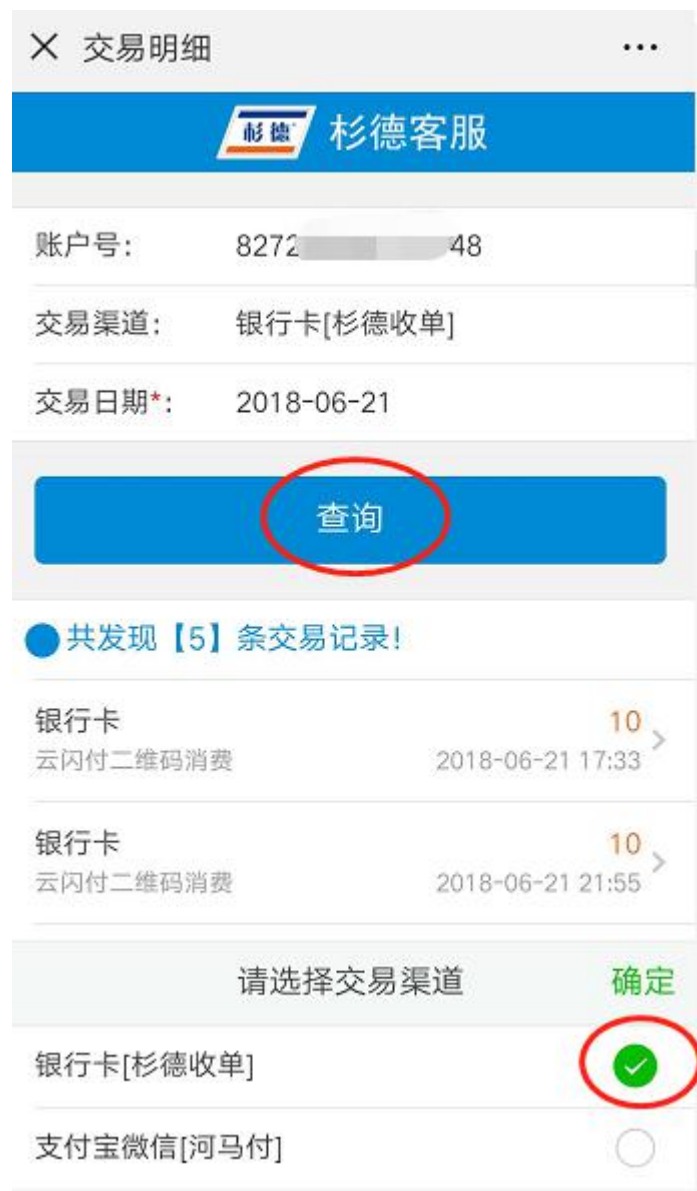 交易明细
杉德 杉德客服
账户号: 8272 48
交易渠道: 银行卡[杉德收单]
交易日期*: 2018-06-21
查询
共发现【5】条交易记录!
银行卡 10
云闪付二维码消费 2018-06-21 17:33
银行卡 10
云闪付二维码消费 2018-06-21 21:55
请选择交易渠道 确定
银行卡[杉德收单]
支付宝微信[河马付]